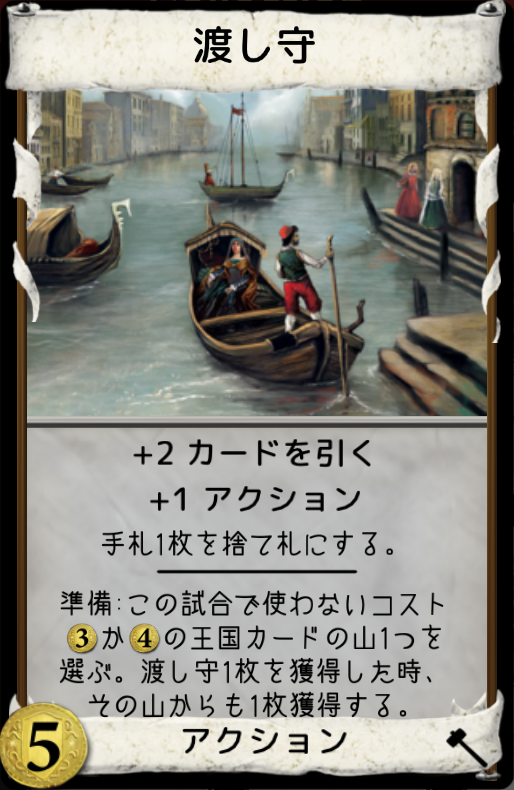 渡し守
+2 カードを引く
+1 アクション
手札1枚を捨て札にする。
準備:この試合で使わないコスト
3か4の王国カードの山1つを
選ぶ。渡し守1枚を獲得した時、
その山からも1枚獲得する。
5
アクション